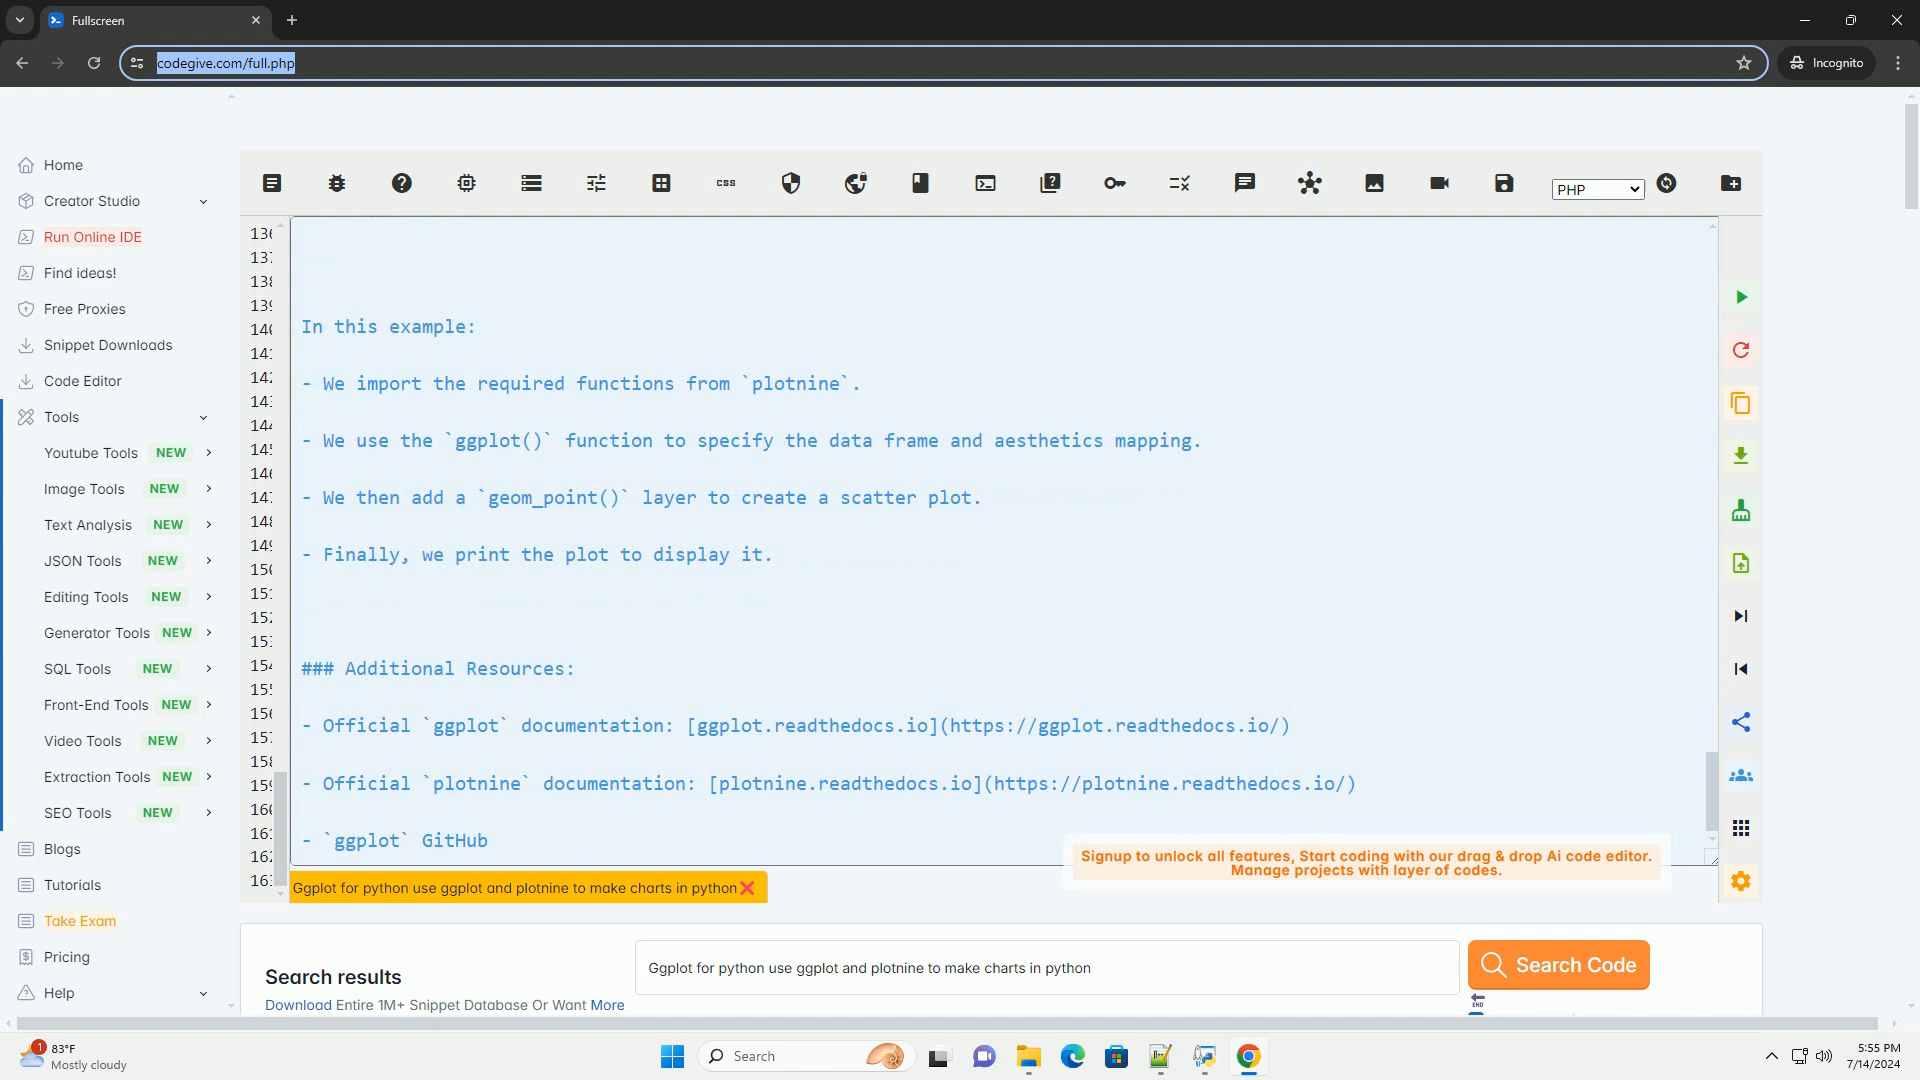 Fullscreen
codegive.com/full.php
Incognito
Home
Creator Studio
Run Online IDE
Find ideas!
Free Proxies
Snippet Downloads
Code Editor
Tools
Youtube Tools NEW
Image Tools NEW
Text Analysis NEW
JSON Tools NEW
Editing Tools NEW
Generator Tools NEW
SQL Tools NEW
Front-End Tools NEW
Video Tools NEW
Extraction Tools NEW
SEO Tools NEW
Blogs
Tutorials
Take Exam
Pricing
Help
CSS
PHP
In this example:
- We import the required functions from `plotnine`.
- We use the `ggplot()` function to specify the data frame and aesthetics mapping.
- We then add a `geom_point()` layer to create a scatter plot.
- Finally, we print the plot to display it.
### Additional Resources:
- Official `ggplot` documentation: [ggplot.readthedocs.io](https://ggplot.readthedocs.io/)
- Official `plotnine` documentation: [plotnine.readthedocs.io](https://plotnine.readthedocs.io/)
- `ggplot` GitHub
Signup to unlock all features, Start coding with our drag & drop Ai code editor.
Manage projects with layer of codes.
Ggplot for python use ggplot and plotnine to make charts in python
Search results
Download Entire 1M+ Snippet Database Or Want More
Ggplot for python use ggplot and plotnine to make charts in python
Search Code
END
1
83°F
Mostly cloudy
Search
5:55 PM
7/14/2024